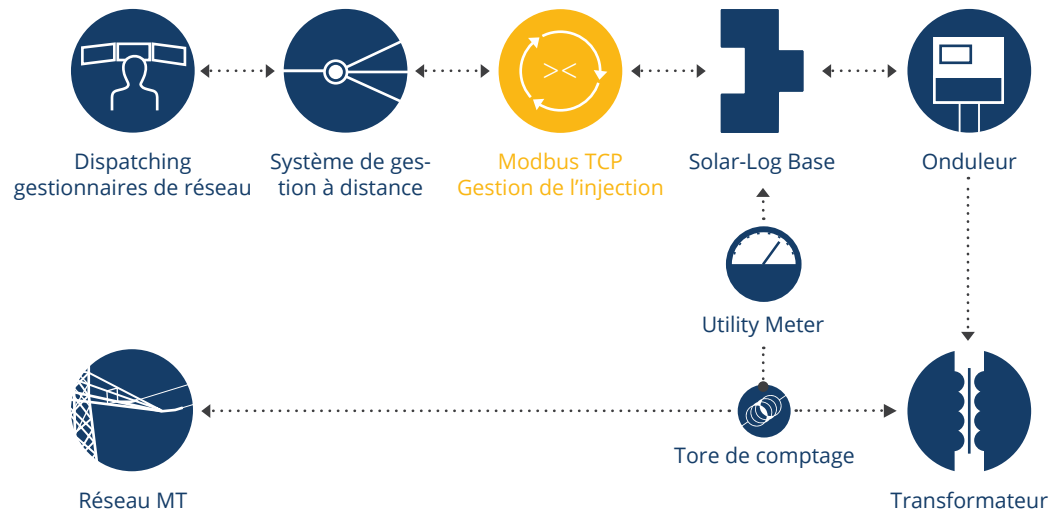 Dispatching
gestionnaires de réseau
Système de ges-
tion à distance
Modbus TCP
Gestion de l’injection
Solar-Log Base
Onduleur
Utility Meter
Tore de comptage
Réseau MT
Transformateur